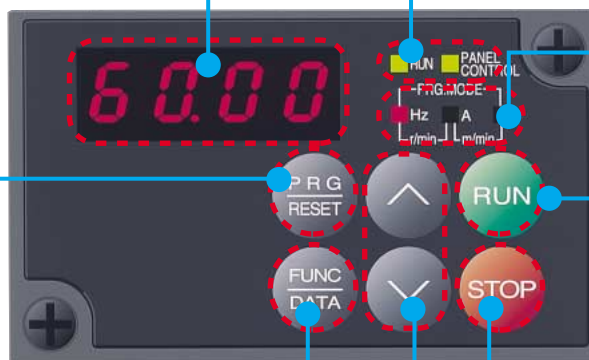 60.00
RUN PANEL CONTROL
PRG.MODE
Hz A
r/min m/min
PRG RESET
RUN
FUNC DATA
STOP